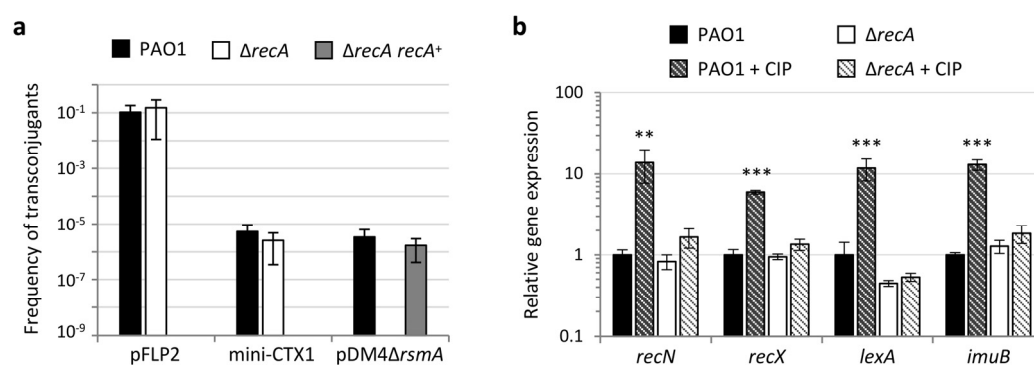 a
PAO1 ΔrecA ΔrecA recA⁺
Frequency of transconjugants
10⁻¹
10⁻³
10⁻⁵
10⁻⁷
10⁻⁹
pFLP2 mini-CTX1 pDM4ΔrsmA
b
PAO1 ΔrecA
PAO1 + CIP ΔrecA + CIP
Relative gene expression
100
10
1
0.1
** *** *** ***
recN recX lexA imuB